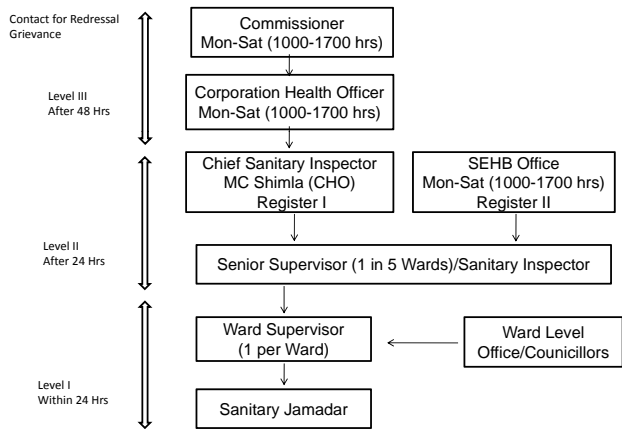 Contact for Redressal
Grievance
Commissioner
Mon-Sat (1000-1700 hrs)
Level III
After 48 Hrs
Corporation Health Officer
Mon-Sat (1000-1700 hrs)
Chief Sanitary Inspector
MC Shimla (CHO)
Register I
SEHB Office
Mon-Sat (1000-1700 hrs)
Register II
Level II
After 24 Hrs
Senior Supervisor (1 in 5 Wards)/Sanitary Inspector
Ward Supervisor
(1 per Ward)
Ward Level
Office/Counicillors
Level I
Within 24 Hrs
Sanitary Jamadar